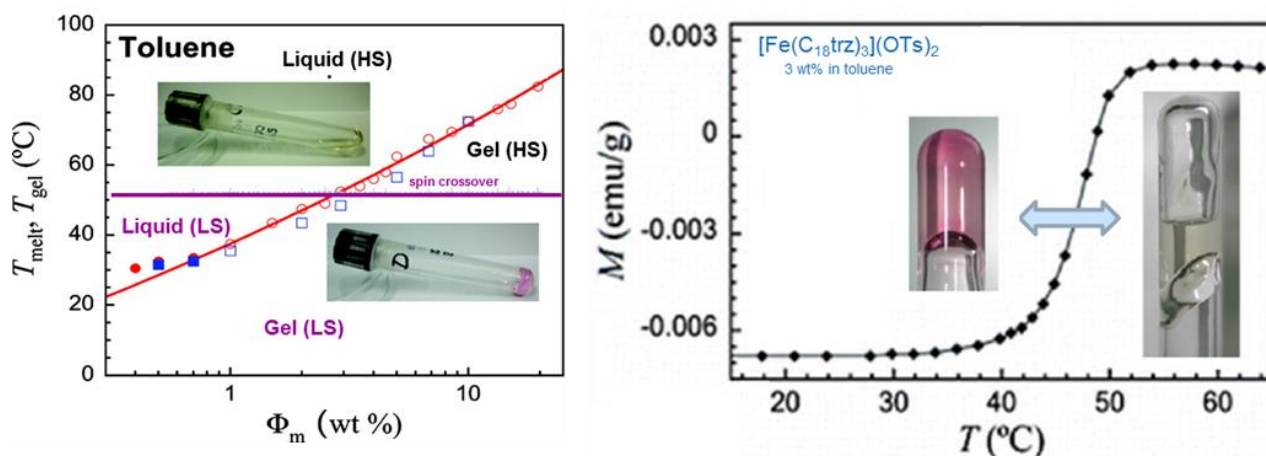 Toluene
Liquid (HS)
Gel (HS)
spin crossover
Liquid (LS)
D
Gel (LS)
T_melt, T_gel (ºC)
100
80
60
40
20
0
1
10
Φ_m (wt %)
[Fe(C₁₈trz)₃](OTs)₂
3 wt% in toluene
M (emu/g)
0.003
0
-0.003
-0.006
20
30
40
50
60
T (ºC)